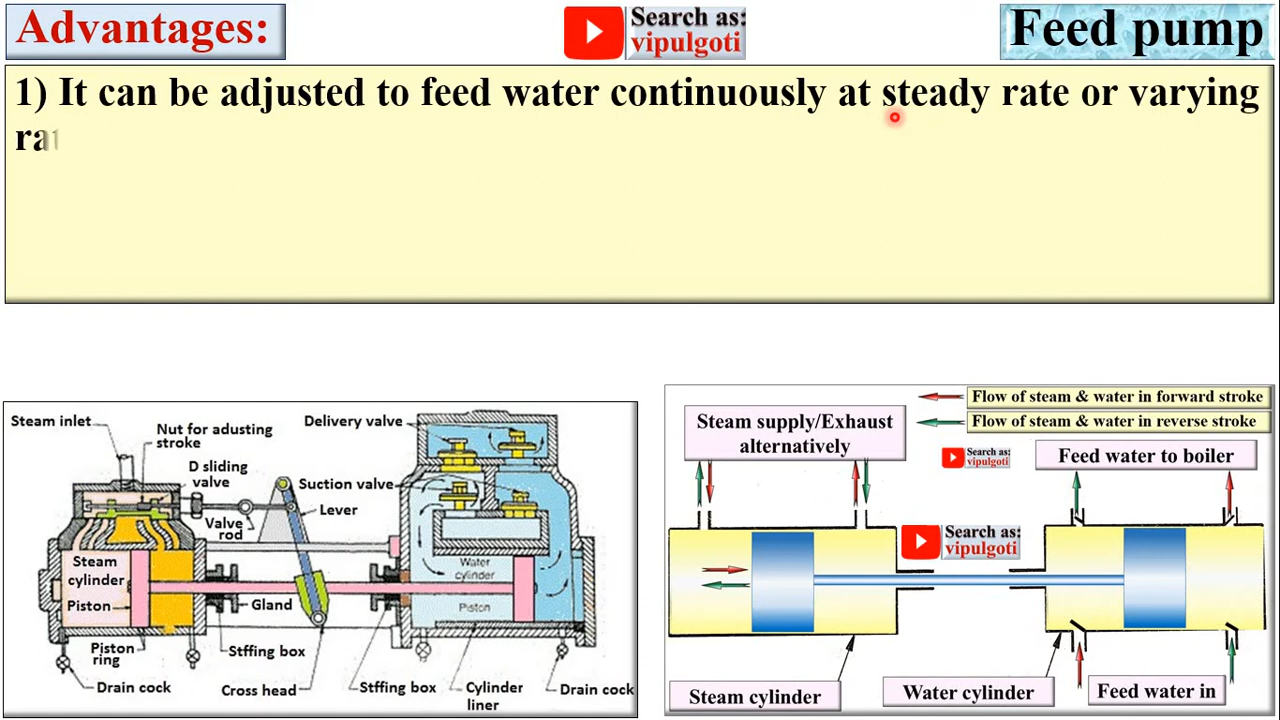 Advantages:
Search as:
vipulgoti
Feed pump
1) It can be adjusted to feed water continuously at steady rate or varying
rat
Steam inlet
Nut for adusting
stroke
D sliding
valve
Valve
rod
Delivery valve
Suction valve
Lever
Steam
cylinder
Piston
Gland
Water
cylinder
Piston
Piston
ring
Stffing box
Drain cock
Cross head
Stffing box
Cylinder
liner
Drain cock
Flow of steam & water in forward stroke
Flow of steam & water in reverse stroke
Steam supply/Exhaust
alternatively
Search as:
vipulgoti
Feed water to boiler
Search as:
vipulgoti
Steam cylinder
Water cylinder
Feed water in